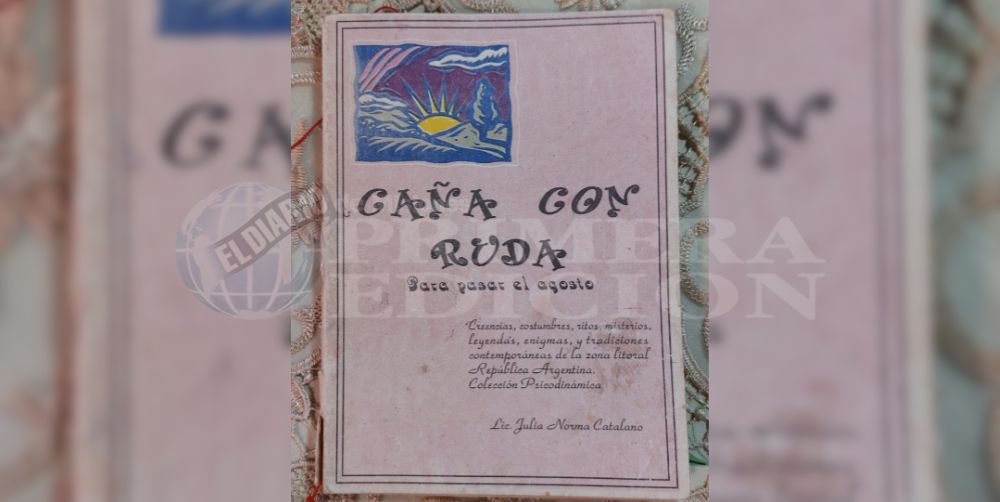 CAÑA CON
RUDA
Para pasar el agosto
Creencias, costumbres, ritos, misterios,
leyendas, enigmas, y tradiciones
contemporáneas de la zona litoral
República Argentina.
Colección Psicodinámica
Lic. Julia Norma Catalano
EL DIARIO
PRIMERA
EDICIÓN